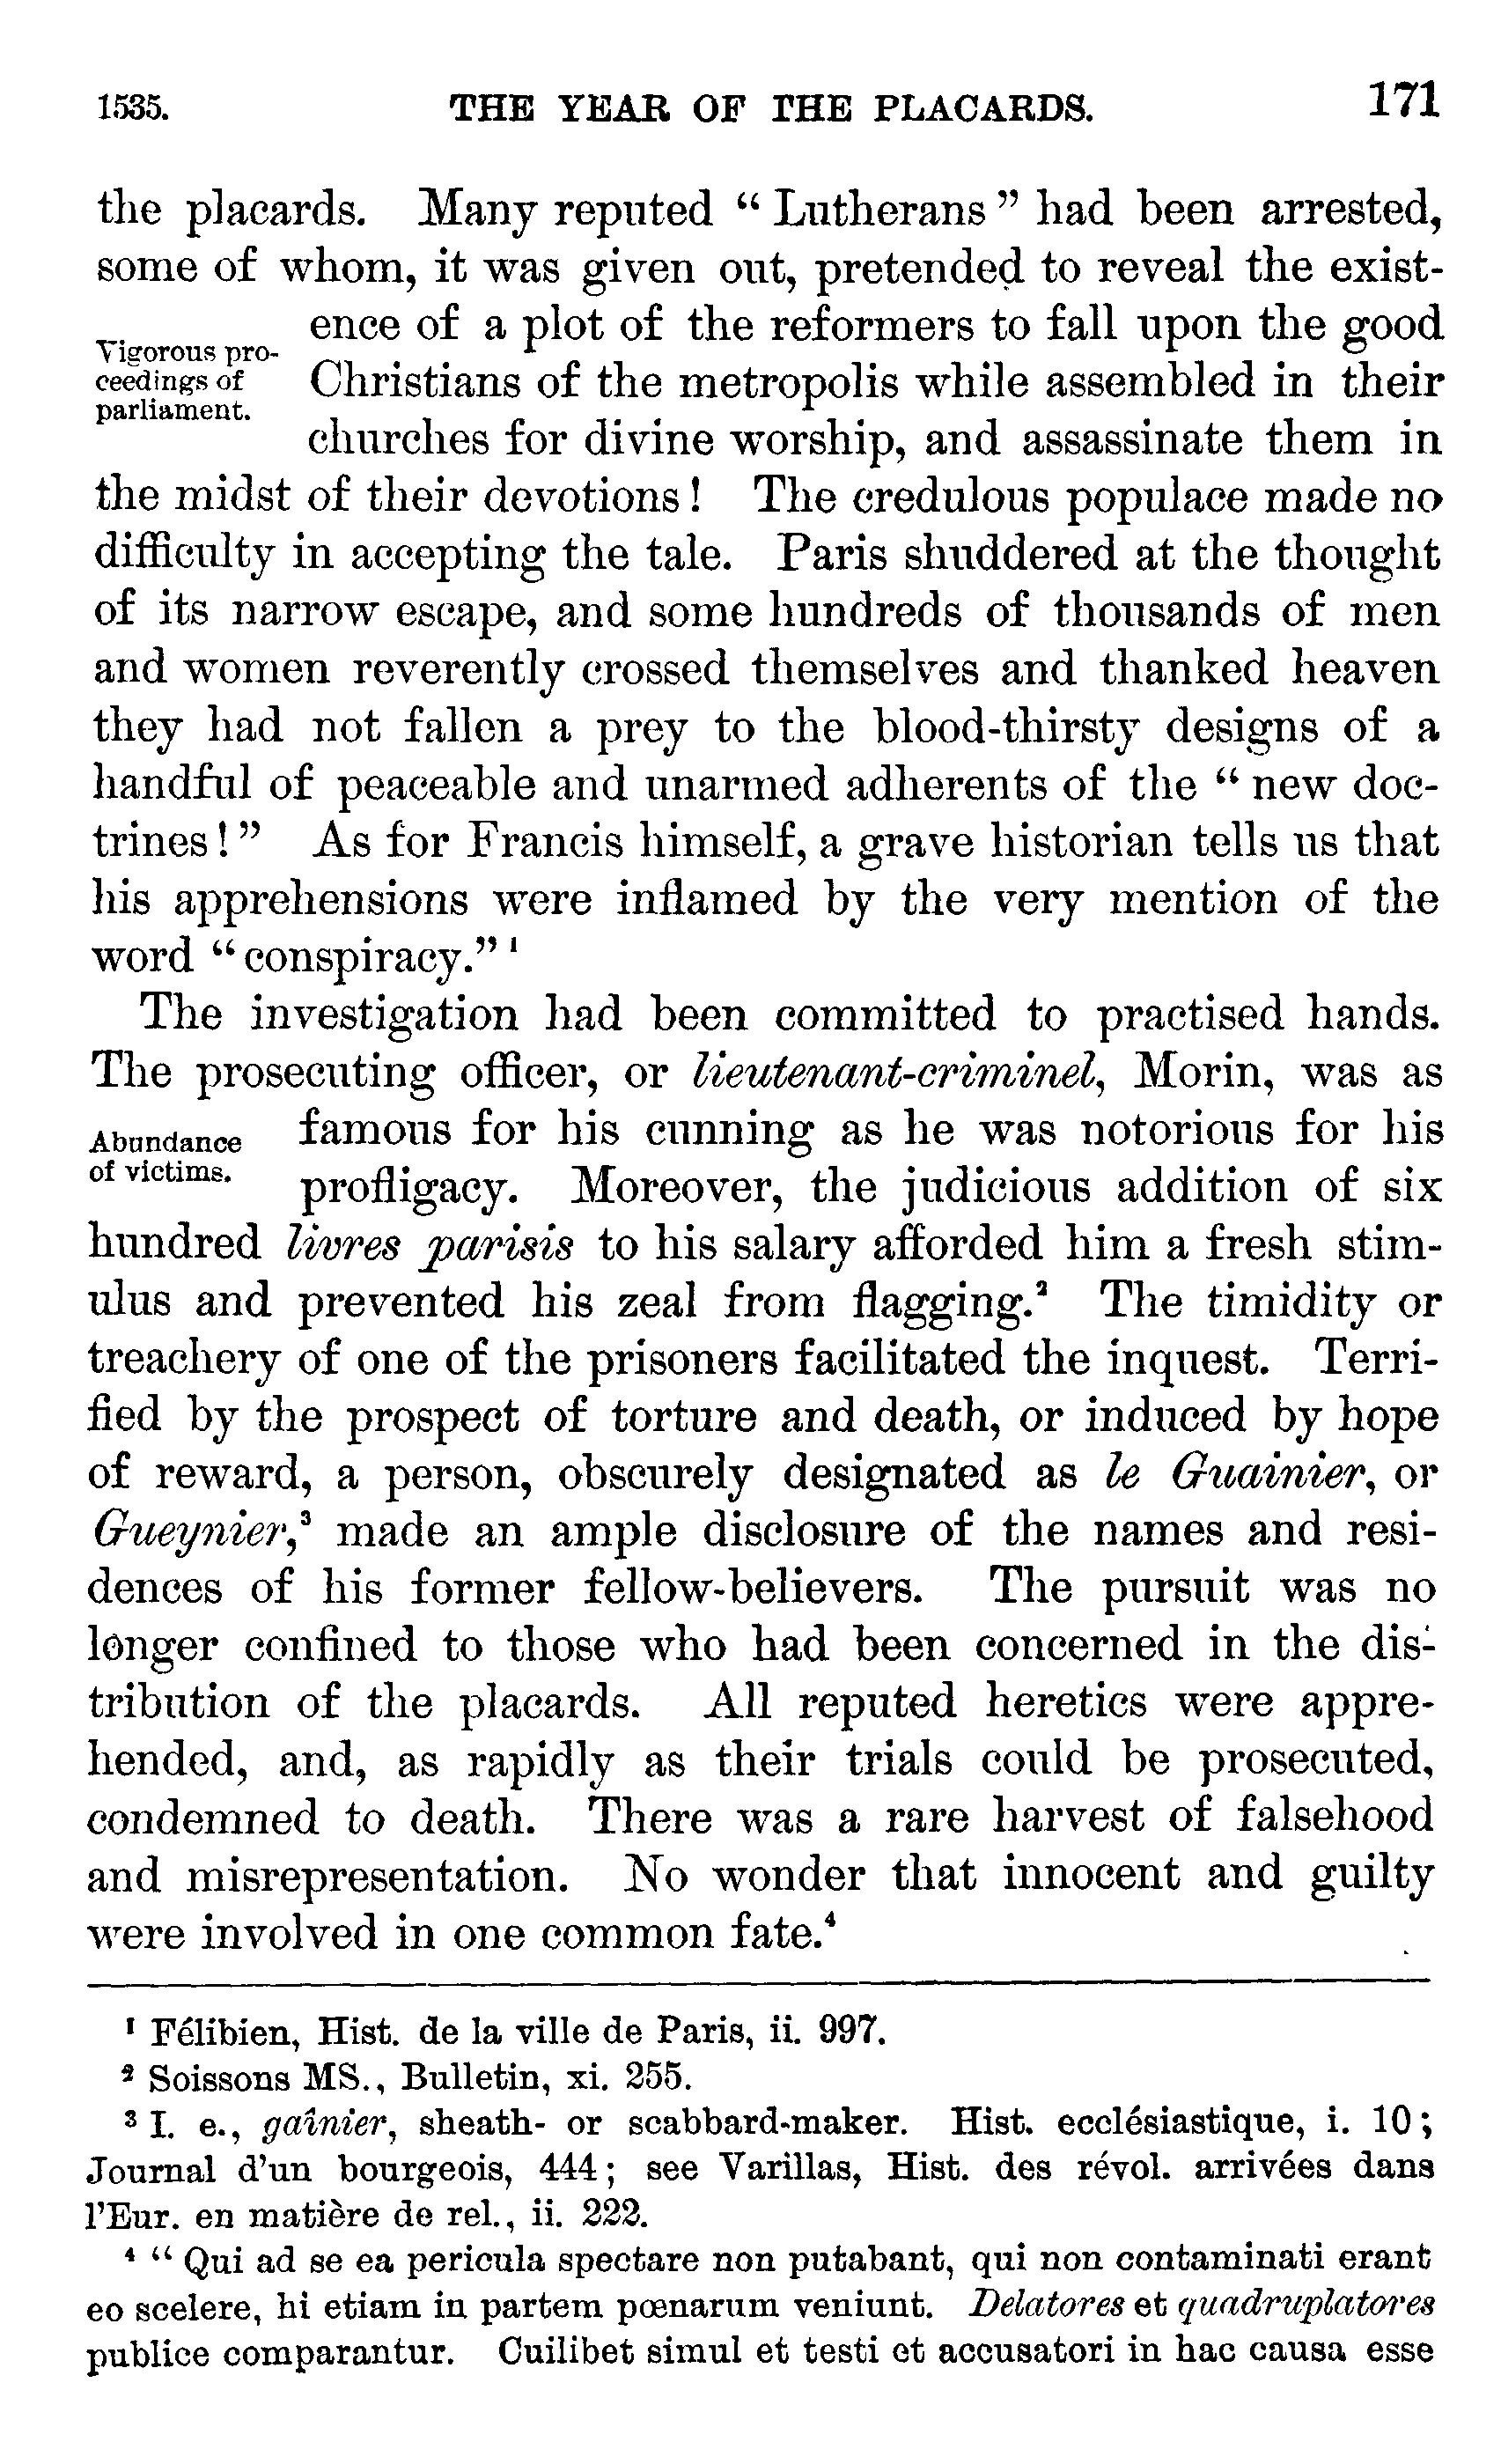 1535. THE YEAR OF THE PLACARDS. 171
the placards. Many reputed “ Lutherans ” had been arrested,
some of whom, it was given out, pretended to reveal the exist-
ence of a plot of the reformers to fall upon the good
Vigorous pro-
ceedings of
parliament.
Christians of the metropolis while assembled in their
churches for divine worship, and assassinate them in
the midst of their devotions ! The credulous populace made no
difficulty in accepting the tale. Paris shuddered at the thought
of its narrow escape, and some hundreds of thousands of men
and women reverently crossed themselves and thanked heaven
they had not fallen a prey to the blood-thirsty designs of a
handful of peaceable and unarmed adherents of the “ new doc-
trines ! ” As for Francis himself, a grave historian tells us that
his apprehensions were inflamed by the very mention of the
word “ conspiracy.” ¹
The investigation had been committed to practised hands.
The prosecuting officer, or lieutenant-criminel, Morin, was as
famous for his cunning as he was notorious for his
Abundance
of victims.
profligacy. Moreover, the judicious addition of six
hundred livres parisis to his salary afforded him a fresh stim-
ulus and prevented his zeal from flagging.² The timidity or
treachery of one of the prisoners facilitated the inquest. Terri-
fied by the prospect of torture and death, or induced by hope
of reward, a person, obscurely designated as le Guainier, or
Gueynier,³ made an ample disclosure of the names and resi-
dences of his former fellow-believers. The pursuit was no
longer confined to those who had been concerned in the dis-
tribution of the placards. All reputed heretics were appre-
hended, and, as rapidly as their trials could be prosecuted,
condemned to death. There was a rare harvest of falsehood
and misrepresentation. No wonder that innocent and guilty
were involved in one common fate.⁴
¹ Félibien, Hist. de la ville de Paris, ii. 997.
² Soissons MS., Bulletin, xi. 255.
³ I. e., gaînier, sheath- or scabbard-maker. Hist. ecclésiastique, i. 10 ;
Journal d’un bourgeois, 444 ; see Varillas, Hist. des révol. arrivées dans
l’Eur. en matière de rel., ii. 222.
⁴ “ Qui ad se ea pericula spectare non putabant, qui non contaminati erant
eo scelere, hi etiam in partem pœnarum veniunt. Delatores et quadruplatores
publice comparantur. Cuilibet simul et testi et accusatori in hac causa esse